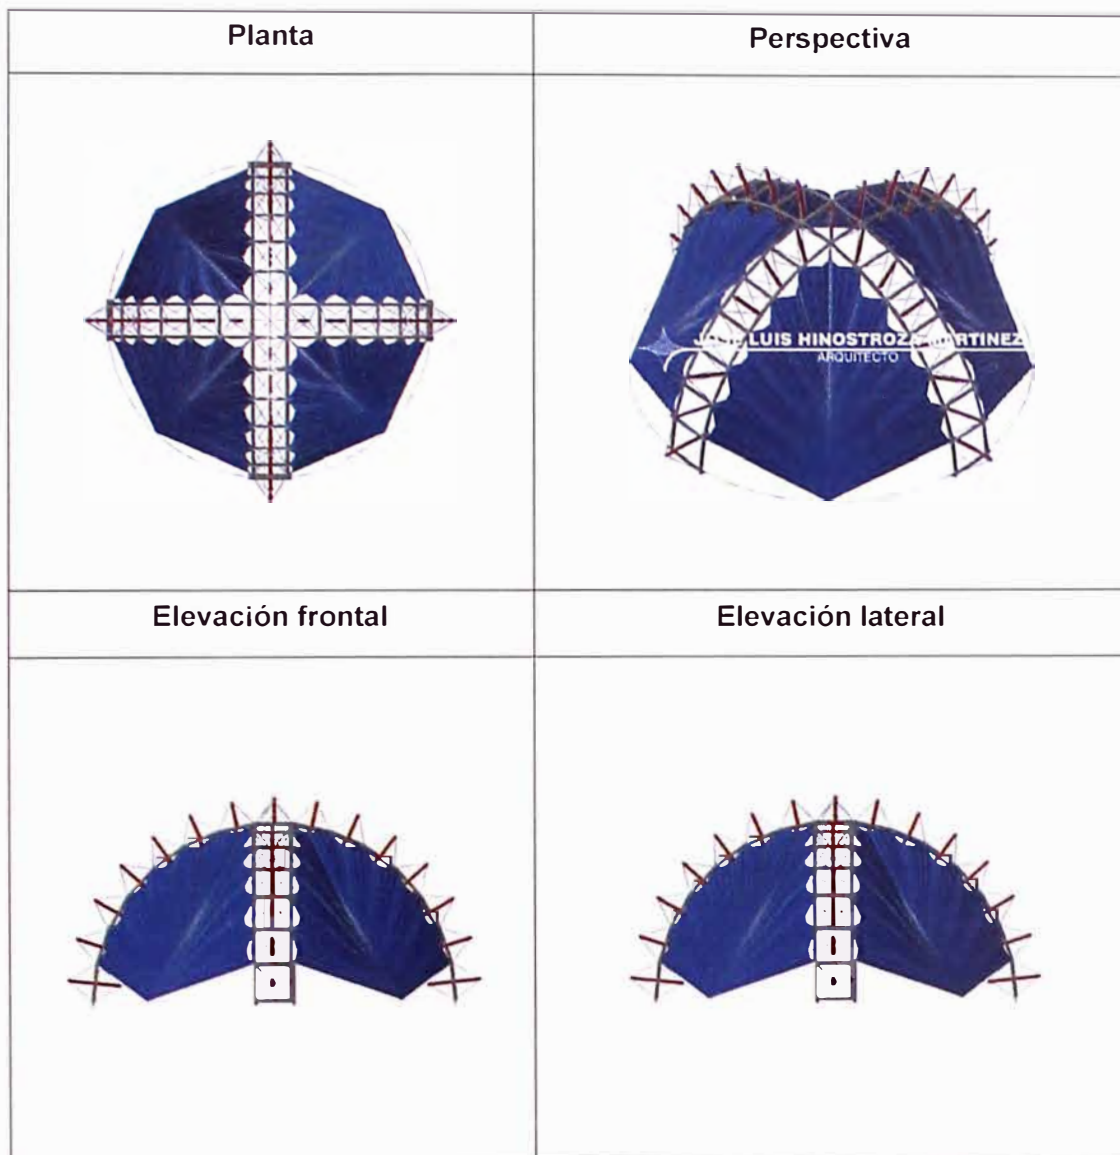 Planta
Perspectiva
LUIS HINOSTROZA
ARQUITECTO
Elevación frontal
Elevación lateral